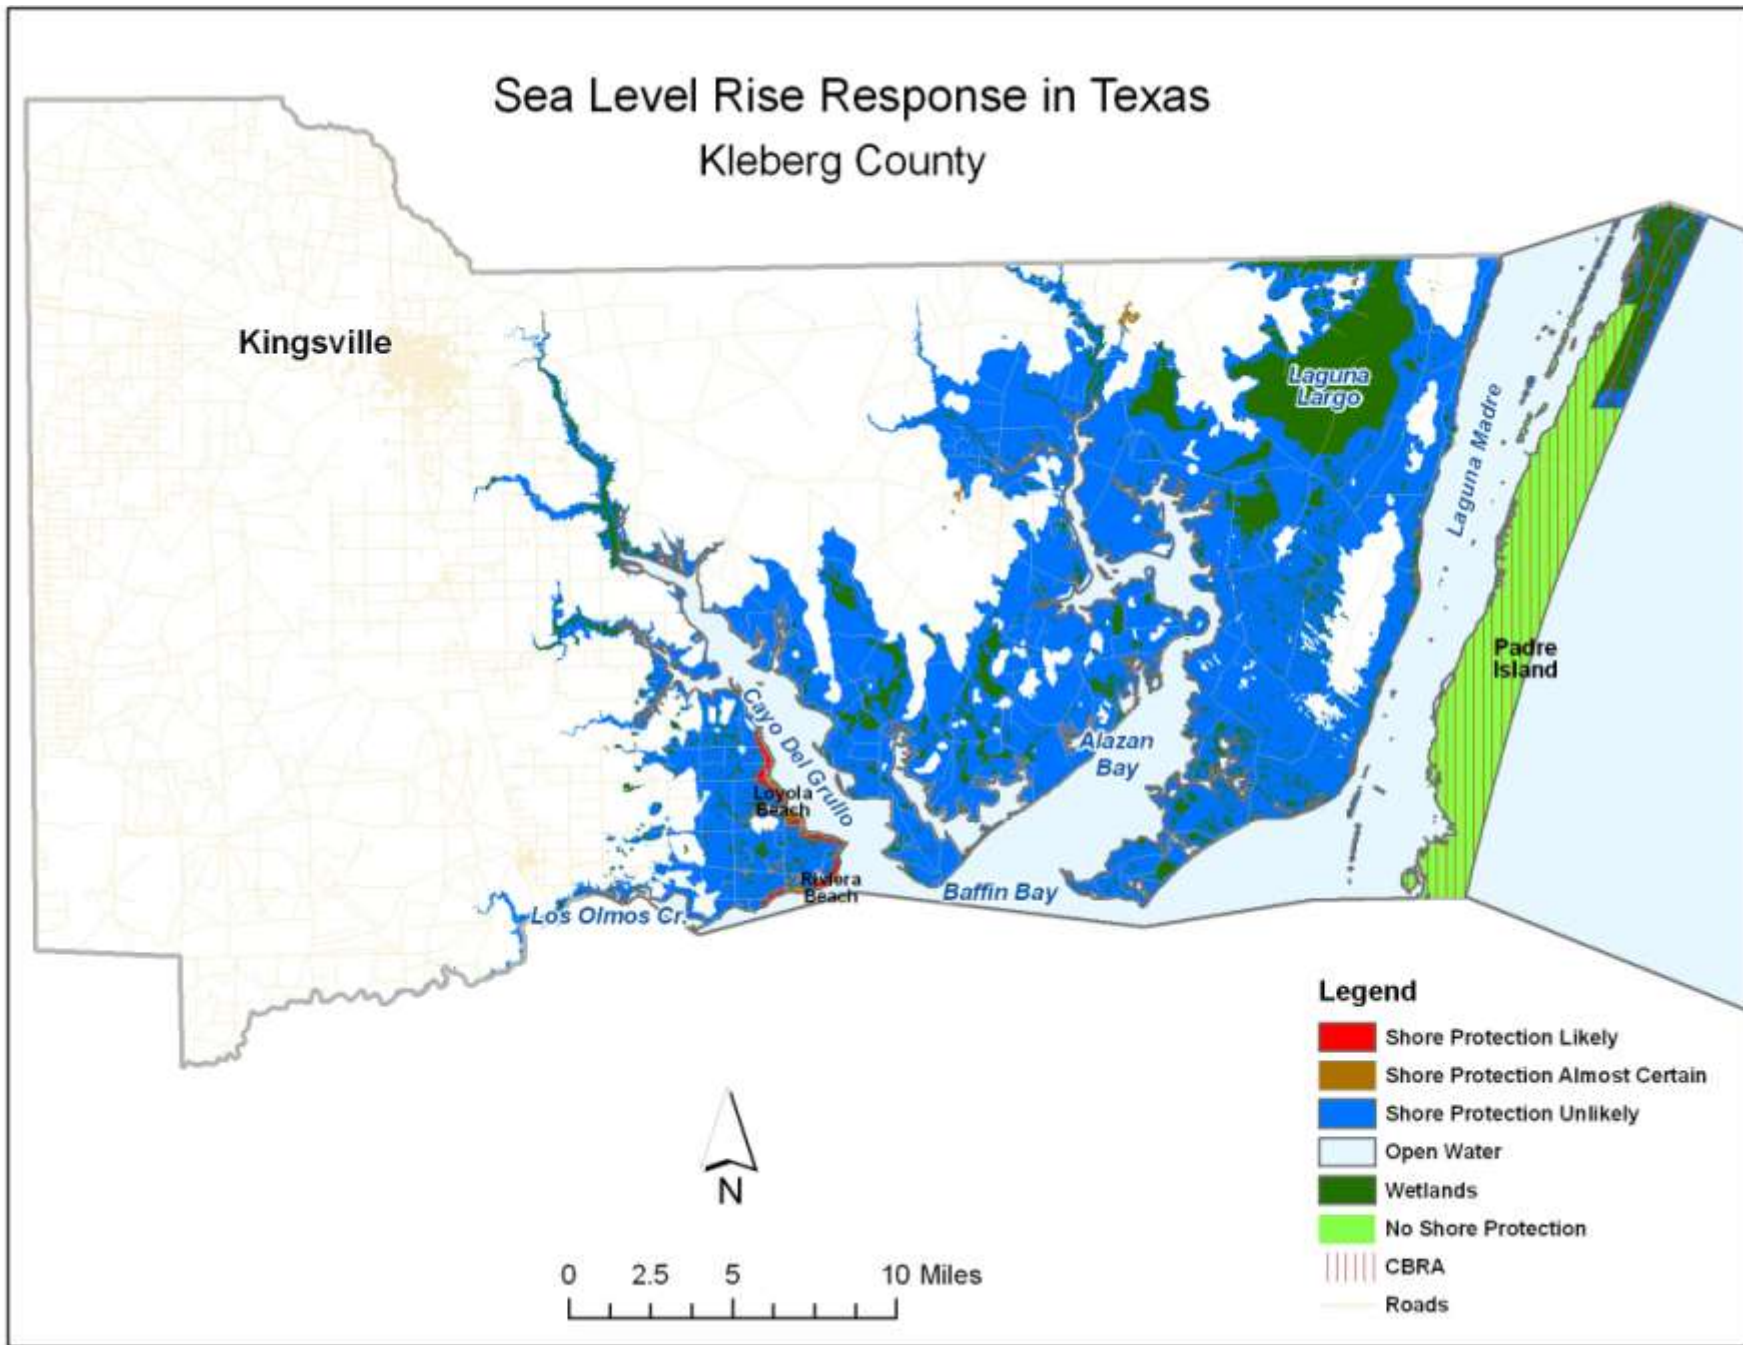 Sea Level Rise Response in Texas
Kleberg County
Kingsville
Laguna
Largo
Laguna Madre
Padre
Island
Cayo Del Grullo
Alazan
Bay
Loyola
Beach
Riviera
Beach
Baffin Bay
Los Olmos Cr.
Legend
Shore Protection Likely
Shore Protection Almost Certain
Shore Protection Unlikely
Open Water
Wetlands
No Shore Protection
CBRA
Roads
N
0 2.5 5 10 Miles